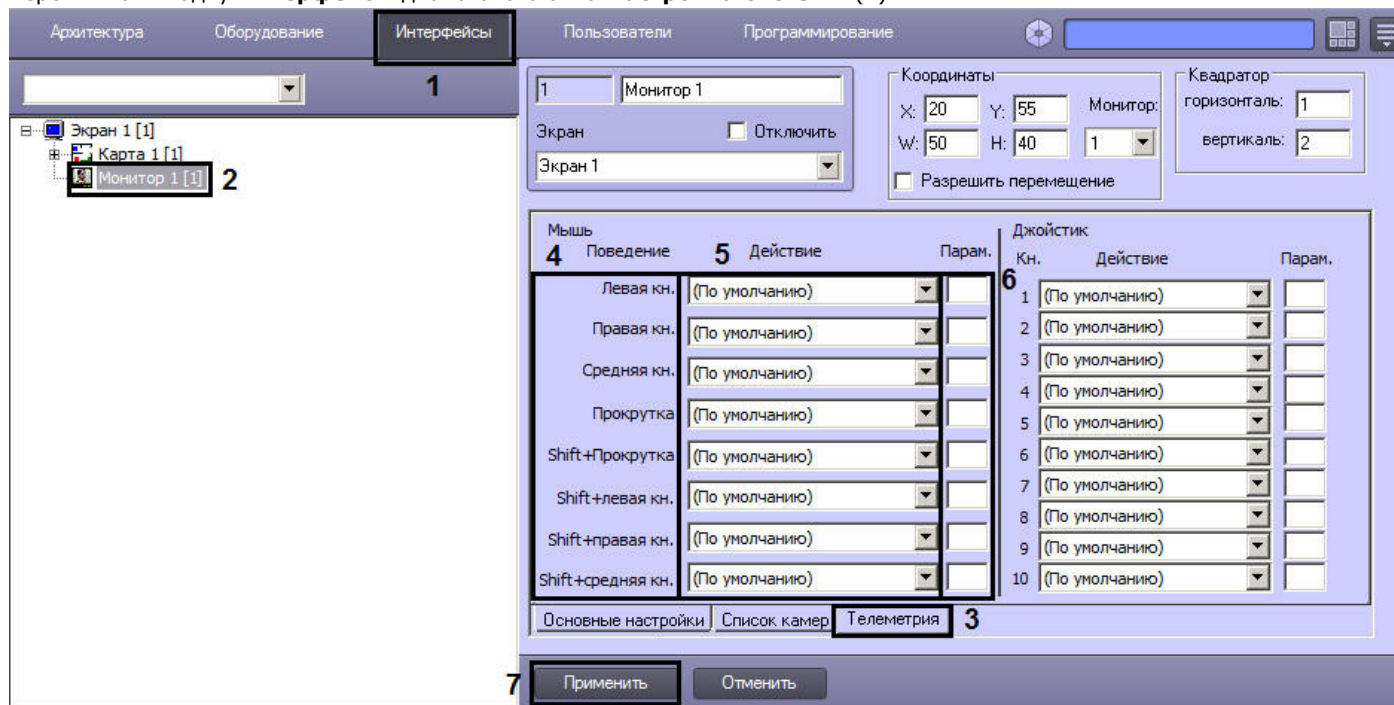 Архитектура Оборудование Интерфейсы Пользователи Программирование
1
1 Монитор 1
Экран Отключить
Экран 1
Координаты
X: 20 Y: 55 Монитор:
W: 50 H: 40 1
Разрешить перемещение
Квадратор
горизонталь: 1
вертикаль: 2
Экран 1 [1]
Карта 1 [1]
Монитор 1 [1] 2
Мышь
4 Поведение 5 Действие Парам.
Левая кн. (По умолчанию)
Правая кн. (По умолчанию)
Средняя кн. (По умолчанию)
Прокрутка (По умолчанию)
Shift+Прокрутка (По умолчанию)
Shift+левая кн. (По умолчанию)
Shift+правая кн. (По умолчанию)
Shift+средняя кн. (По умолчанию)
Джойстик
Кн. Действие Парам.
6
1 (По умолчанию)
2 (По умолчанию)
3 (По умолчанию)
4 (По умолчанию)
5 (По умолчанию)
6 (По умолчанию)
7 (По умолчанию)
8 (По умолчанию)
9 (По умолчанию)
10 (По умолчанию)
Основные настройки Список камер Телеметрия 3
7 Применить Отменить